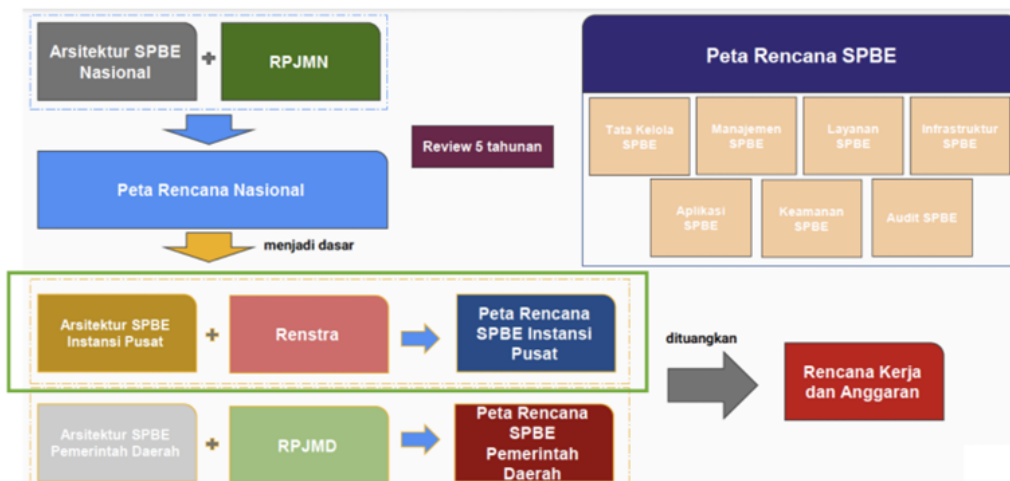 Arsitektur SPBE
Nasional
+
RPJMN
Peta Rencana SPBE
Tata Kelola
SPBE
Manajemen
SPBE
Layanan
SPBE
Infrastruktur
SPBE
Review 5 tahunan
Peta Rencana Nasional
Aplikasi
SPBE
Keamanan
SPBE
Audit SPBE
menjadi dasar
Arsitektur SPBE
Instansi Pusat
+
Renstra
Peta Rencana
SPBE Instansi
Pusat
dituangkan
Rencana Kerja
dan Anggaran
Arsitektur SPBE
Pemerintah Daerah
+
RPJMD
Peta Rencana
SPBE
Pemerintah
Daerah